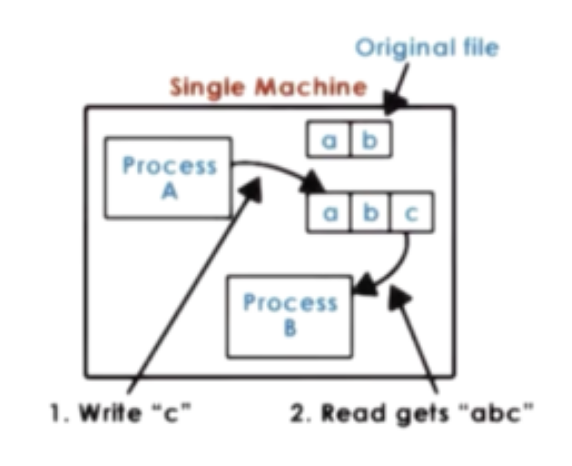 Original file
Single Machine
a b
Process
A
a b c
Process
B
1. Write “c”
2. Read gets “abc”